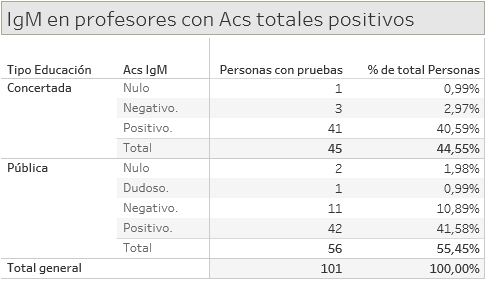 IgM en profesores con Acs totales positivos
Tipo Educación Acs IgM Personas con pruebas % de total Personas
Concertada Nulo 1 0,99%
Negativo. 3 2,97%
Positivo. 41 40,59%
Total 45 44,55%
Pública Nulo 2 1,98%
Dudoso. 1 0,99%
Negativo. 11 10,89%
Positivo. 42 41,58%
Total 56 55,45%
Total general 101 100,00%